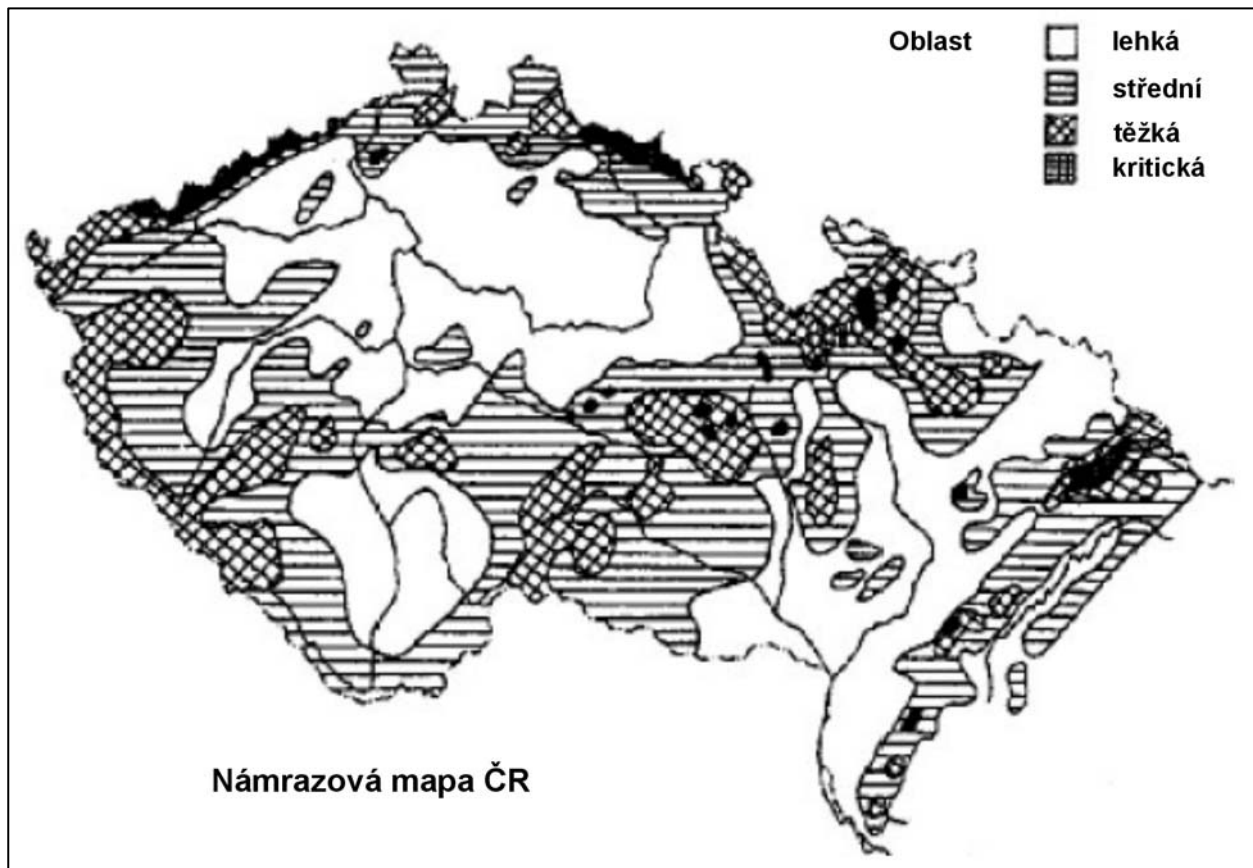 Oblast lehká
střední
těžká
kritická
Námrazová mapa ČR